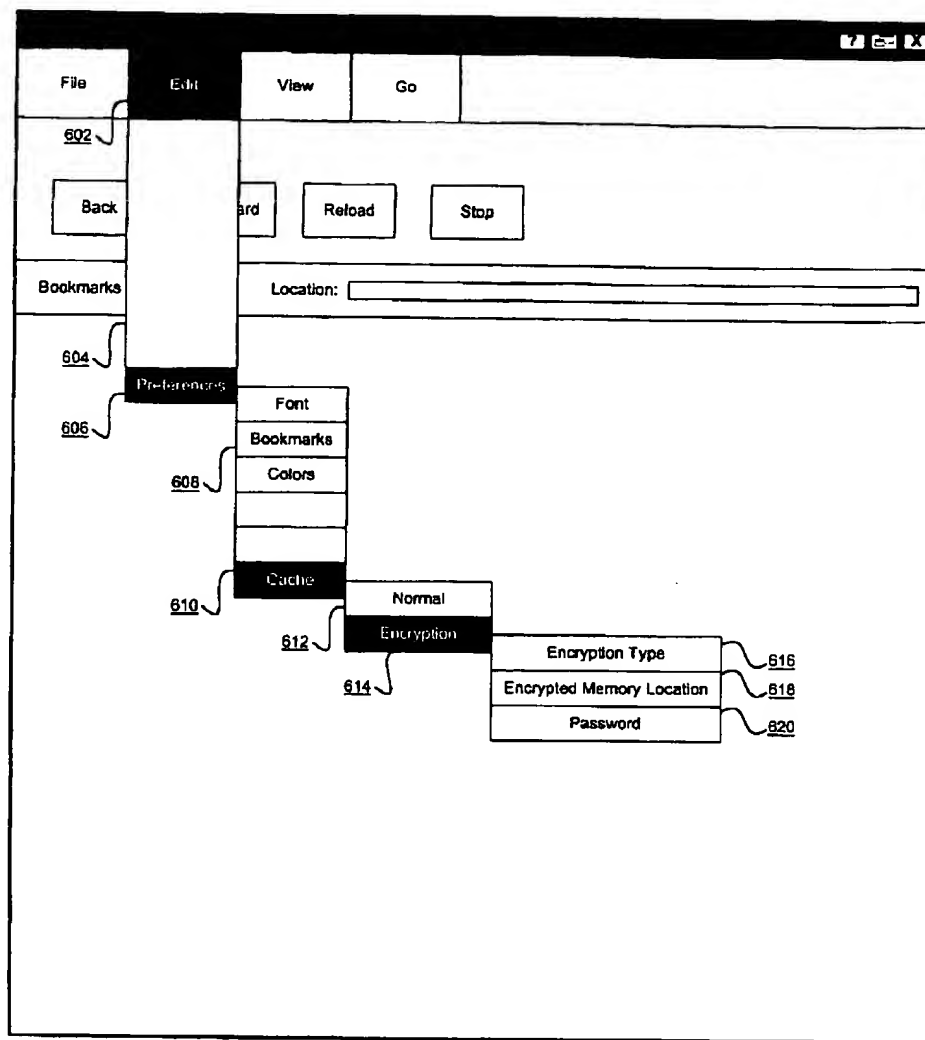 ? X
File Edit View Go
602
Back ard Reload Stop
Bookmarks Location:
604
Preferences
606
Font
Bookmarks
608
Colors
Cache
610
Normal
612
Encryption
614
Encryption Type
616
Encrypted Memory Location
618
Password
620